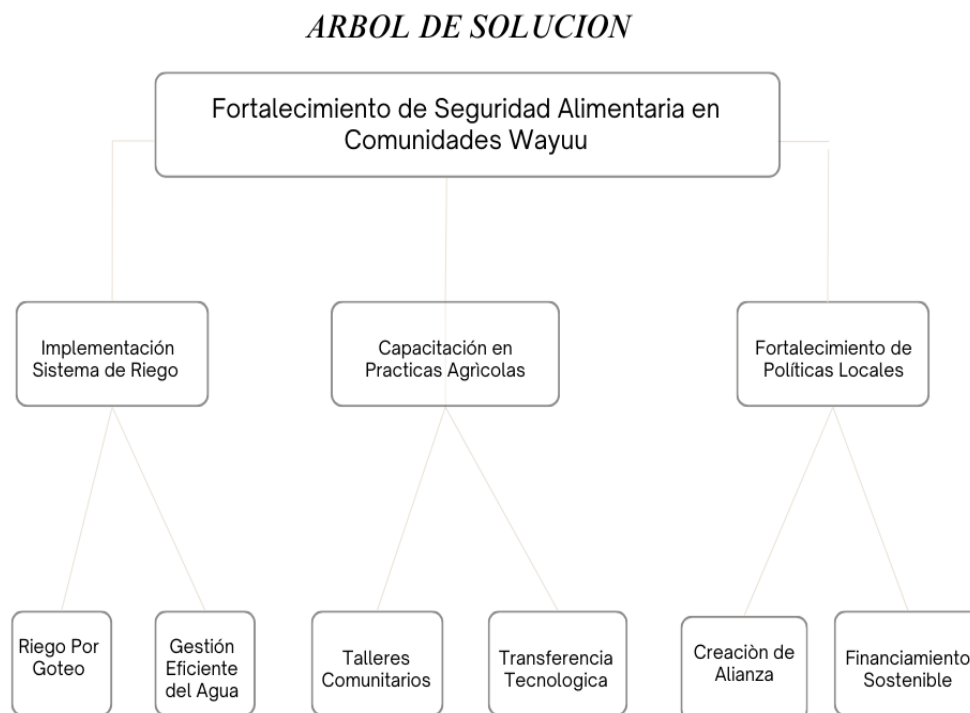 ARBOL DE SOLUCION
Fortalecimiento de Seguridad Alimentaria en
Comunidades Wayuu
Implementación
Sistema de Riego
Capacitación en
Practicas Agrìcolas
Fortalecimiento de
Políticas Locales
Riego Por
Goteo
Gestión
Eficiente
del Agua
Talleres
Comunitarios
Transferencia
Tecnologica
Creaciòn de
Alianza
Financiamiento
Sostenible